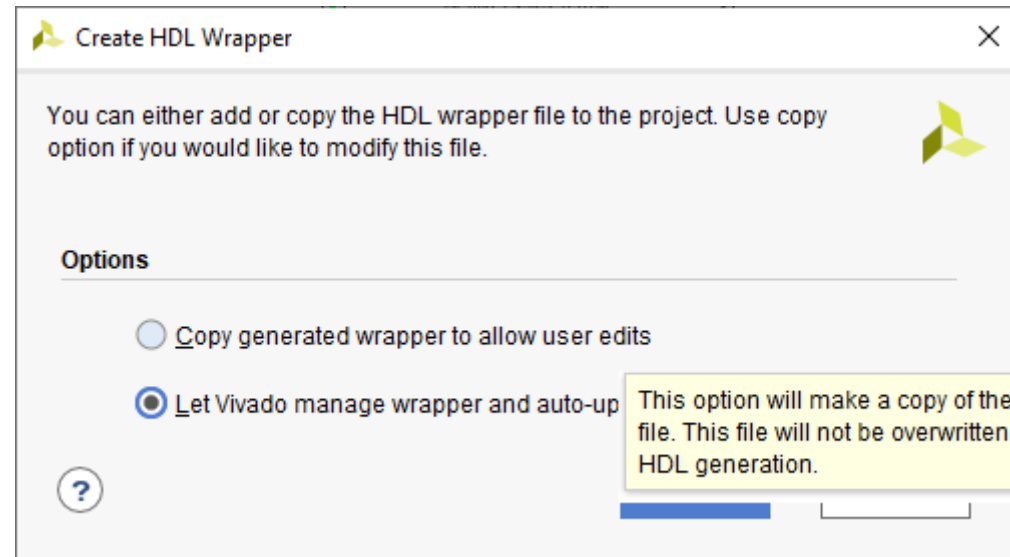 Create HDL Wrapper
You can either add or copy the HDL wrapper file to the project. Use copy
option if you would like to modify this file.
Options
Copy generated wrapper to allow user edits
Let Vivado manage wrapper and auto-up
This option will make a copy of the
file. This file will not be overwritten
HDL generation.
?